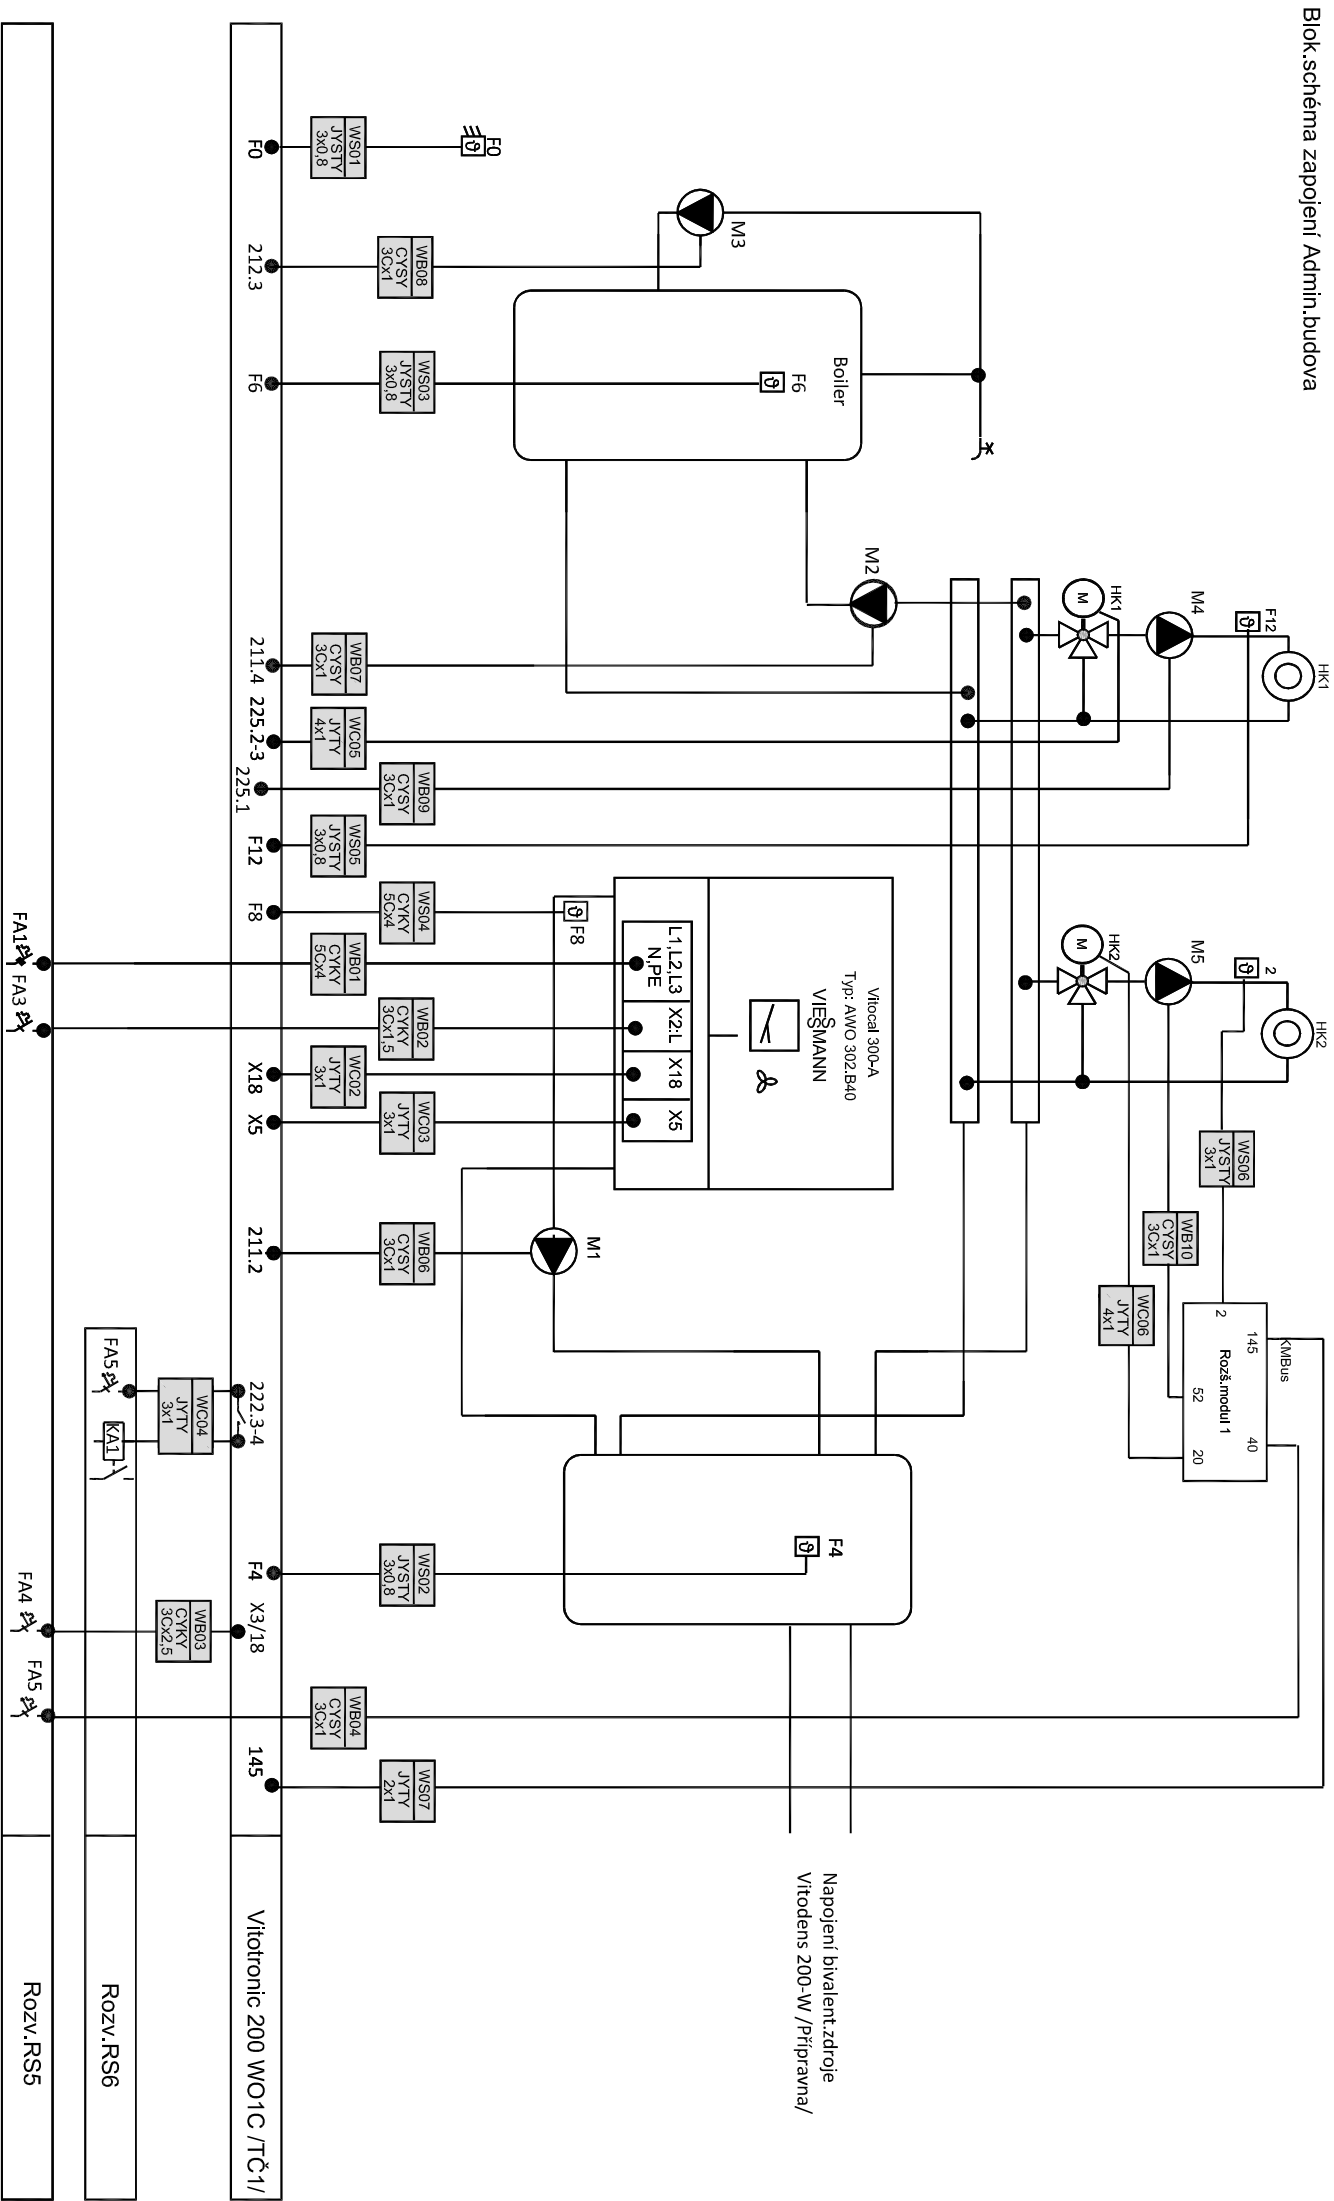 Blok.schéma zapojení Admin.budova
HK1
HK2
F12
2
M4
M5
HK1
M
HK2
M
WS06
JYSTY
3x1
WB10
CYSY
3Cx1
WC06
JYTY
4x1
KMBus
145
40
2
Rozš.modul 1
52
20
M3
Boiler
F6
M2
Vitocal 300-A
Typ: AWO 302.B40
VIESSMANN
L1,L2,L3
N,PE
X2:L
X18
X5
F8
M1
F4
Napojení bivalent.zdroje
Vitodens 200-W /Přípravna/
F0
WS01
JYSTY
3x0,8
WB08
CYSY
3Cx1
WS03
JYSTY
3x0,8
WB07
CYSY
3Cx1
WC05
JYTY
4x1
WB09
CYSY
3Cx1
WS05
JYSTY
3x0,8
WS04
CYKY
5Cx4
WB01
CYKY
5Cx4
WB02
CYKY
3Cx1,5
WC02
JYTY
3x1
WC03
JYTY
3x1
WB06
CYSY
3Cx1
WS02
JYSTY
3x0,8
WB04
CYSY
3Cx1
WS07
JYTY
2x1
F0
212.3
F6
211.4
225.2-3
225.1
F12
F8
X18
X5
211.2
222.3-4
F4
X3/18
145
Vitotronic 200 WO1C /TČ1/
WC04
JYTY
3x1
WB03
CYKY
3Cx2,5
FA5
KA1
Rozv.RS6
FA1
FA3
FA4
FA5
Rozv.RS5